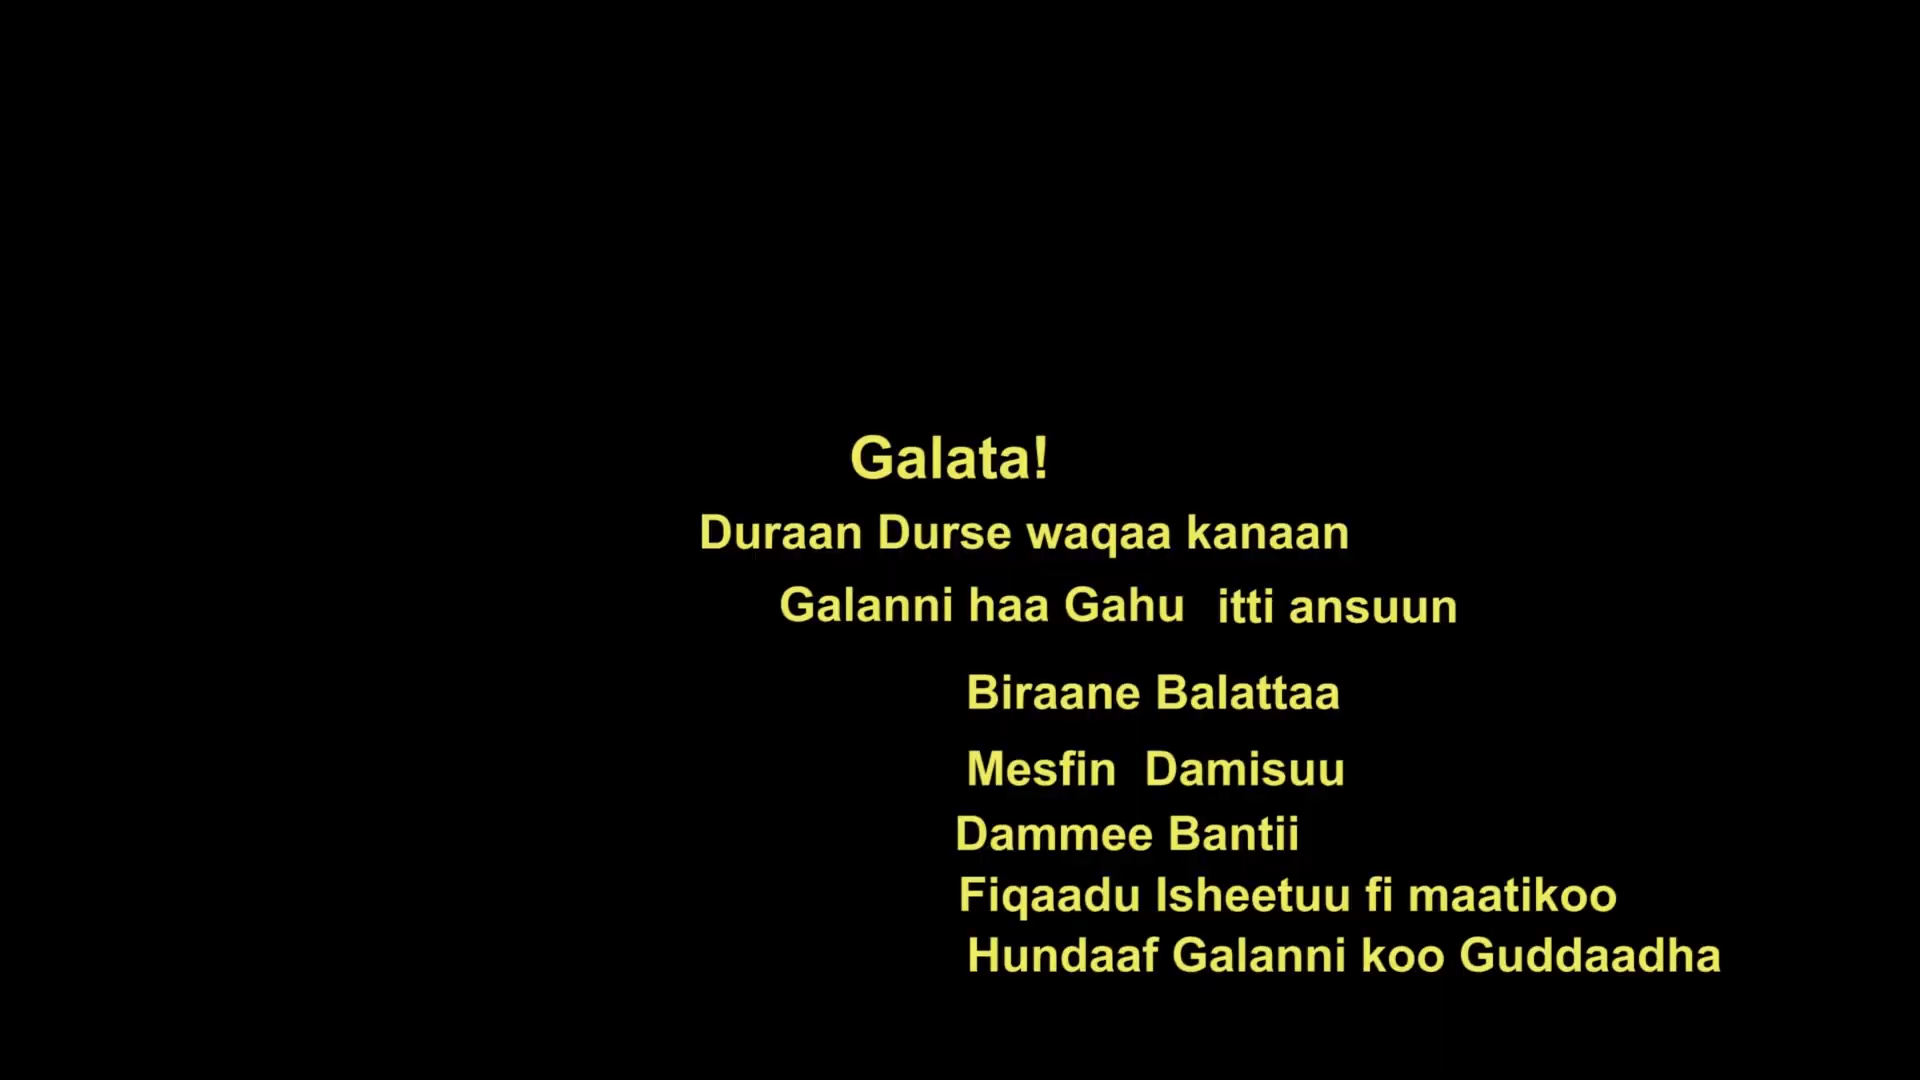 Galata!
Duraan Durse waqaa kanaan
Galanni haa Gahu itti ansuun
Biraane Balattaa
Mesfin Damisuu
Dammee Bantii
Fiqaadu Isheetuu fi maatikoo
Hundaaf Galanni koo Guddaadha